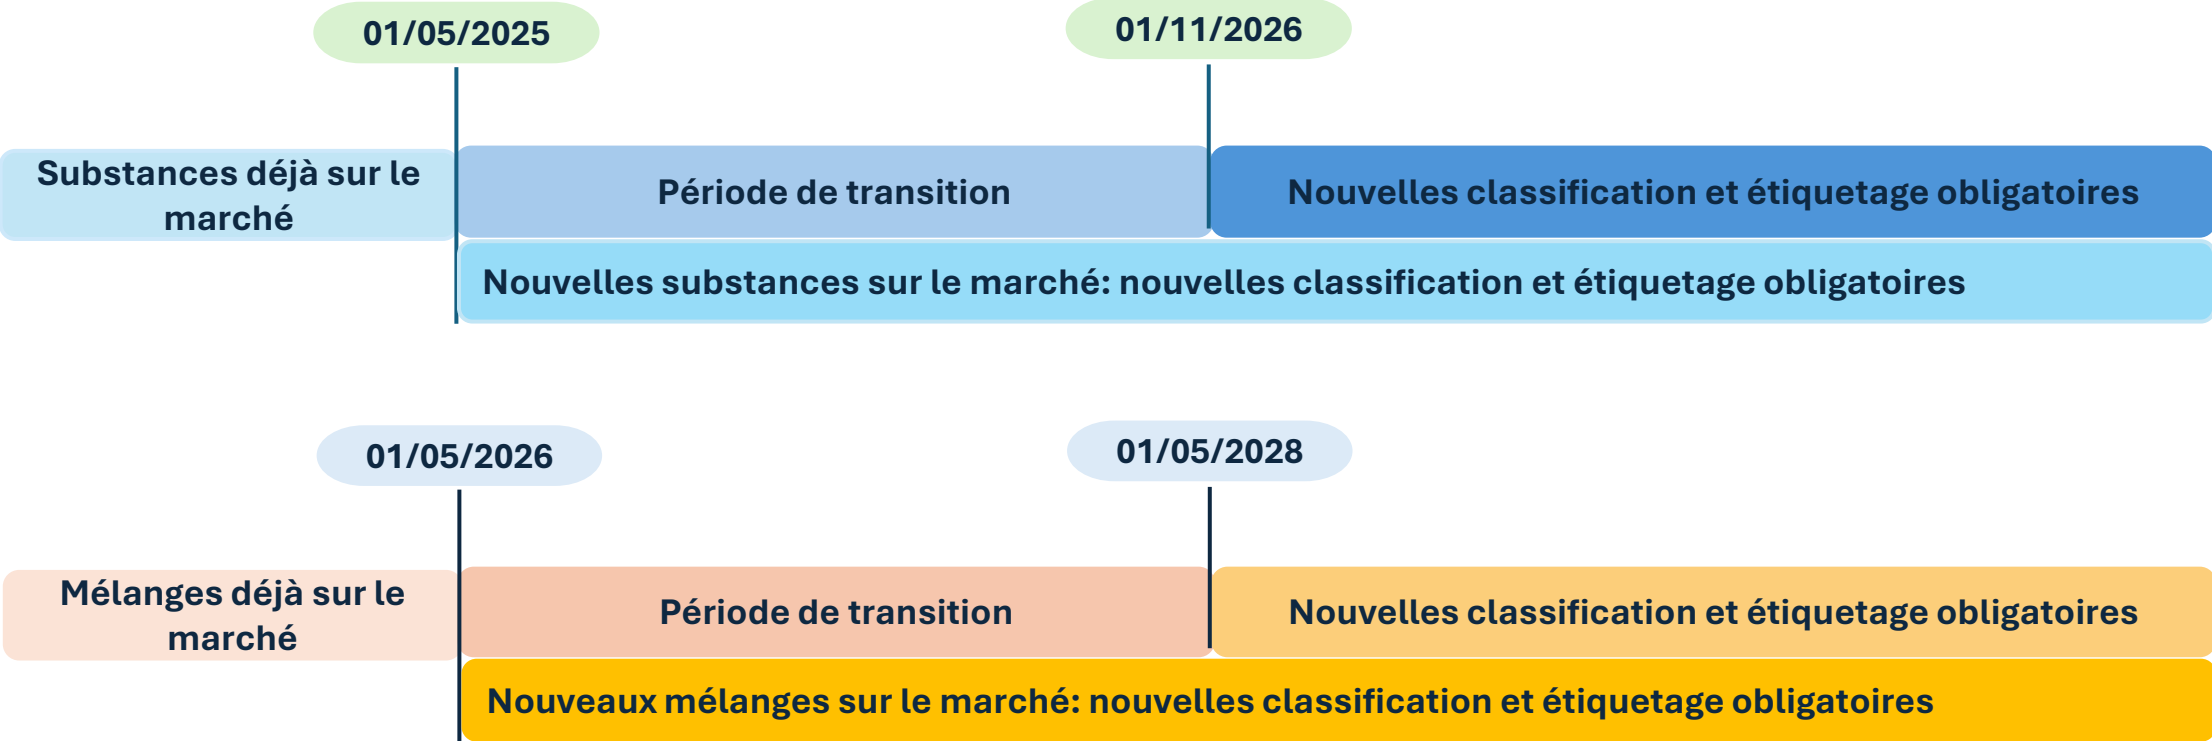 01/05/2025
01/11/2026
Substances déjà sur le
marché
Période de transition
Nouvelles classification et étiquetage obligatoires
Nouvelles substances sur le marché: nouvelles classification et étiquetage obligatoires
01/05/2026
01/05/2028
Mélanges déjà sur le
marché
Période de transition
Nouvelles classification et étiquetage obligatoires
Nouveaux mélanges sur le marché: nouvelles classification et étiquetage obligatoires